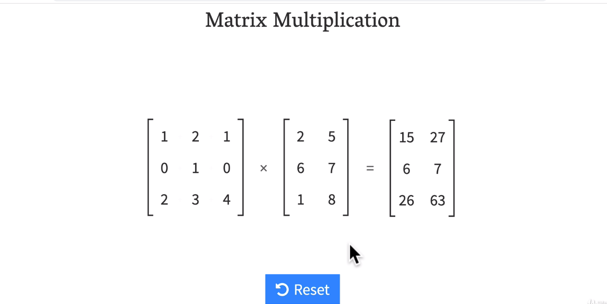 Matrix Multiplication
1 2 1 2 5 15 27
0 1 0 × 6 7 = 6 7
2 3 4 1 8 26 63
Reset